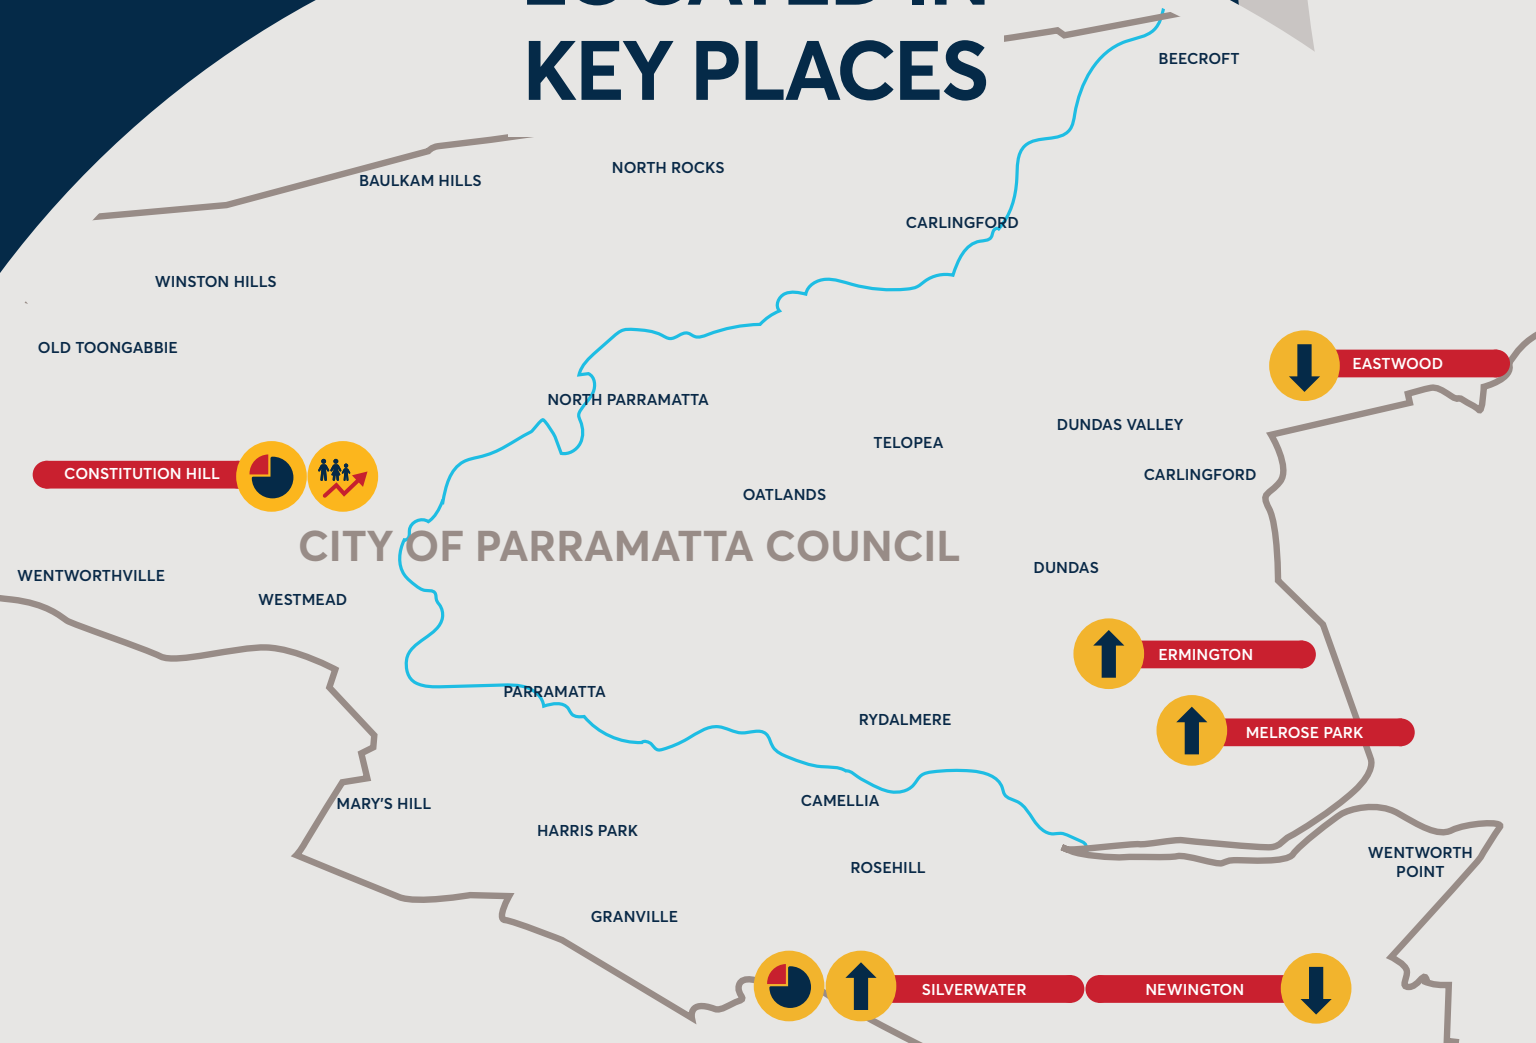 LOCATED IN
KEY PLACES
BEECROFT
NORTH ROCKS
BAULKAM HILLS
CARLINGFORD
WINSTON HILLS
OLD TOONGABBIE
EASTWOOD
NORTH PARRAMATTA
DUNDAS VALLEY
TELOPEA
CONSTITUTION HILL
CARLINGFORD
OATLANDS
CITY OF PARRAMATTA COUNCIL
DUNDAS
WENTWORTHVILLE
WESTMEAD
ERMINGTON
PARRAMATTA
RYDALMERE
MELROSE PARK
MARY'S HILL
CAMELLIA
HARRIS PARK
WENTWORTH
POINT
ROSEHILL
GRANVILLE
SILVERWATER
NEWINGTON